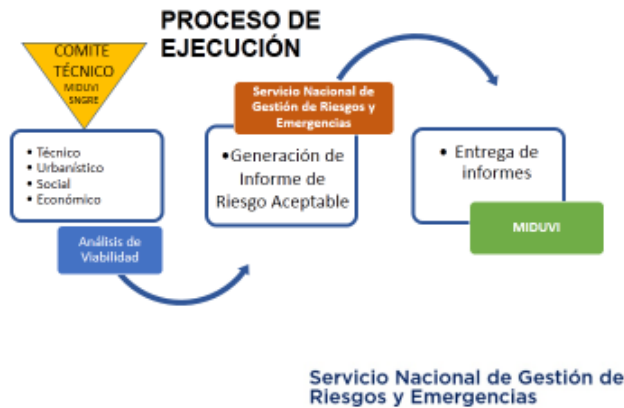 PROCESO DE
EJECUCIÓN
COMITE
TÉCNICO
MIDUVI
SNGRE
• Técnico
• Urbanístico
• Social
• Económico
Análisis de
Viabilidad
Servicio Nacional de
Gestión de Riesgos y
Emergencias
•Generación de
Informe de
Riesgo Aceptable
• Entrega de
informes
MIDUVI
Servicio Nacional de Gestión de
Riesgos y Emergencias